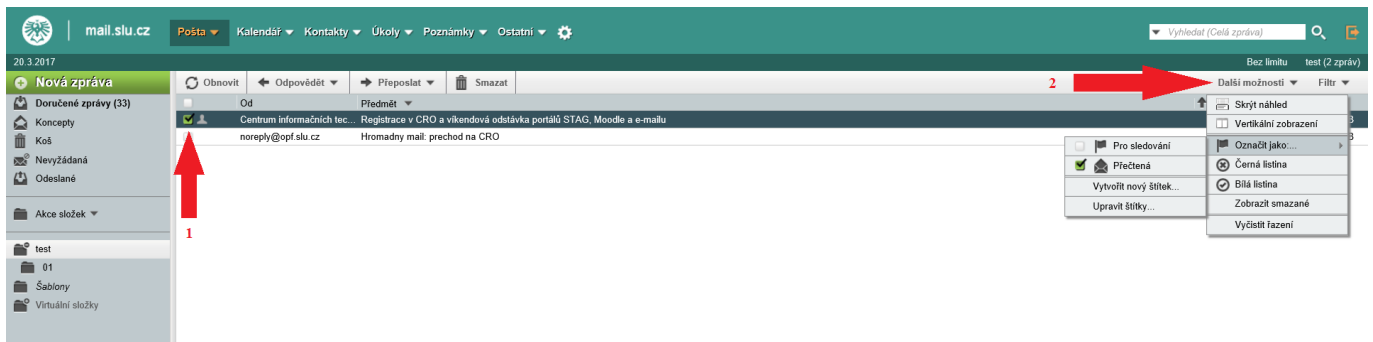 mail.slu.cz Pošta Kalendář Kontakty Úkoly Poznámky Ostatní Vyhledat (Celá zpráva)
20.3.2017 Bez limitu test (2 zpráv)
Nová zpráva Obnovit Odpovědět Přeposlat Smazat 2 Další možnosti Filtr
Doručené zprávy (33) Od Předmět Skrýt náhled
Koncepty Centrum informačních tec... Registrace v CRO a víkendová odstávka portálů STAG, Moodle a e-mailu Vertikální zobrazení 3
Koš noreply@opf.slu.cz Hromadny mail: prechod na CRO Pro sledování Označit jako:... 3
Nevyžádaná Přečtená Černá listina
Odeslané Vytvořit nový štítek... Bílá listina
Upravit štítky... Zobrazit smazané
Akce složek
1 Vyčistit řazení
test
01
Šablony
Virtuální složky